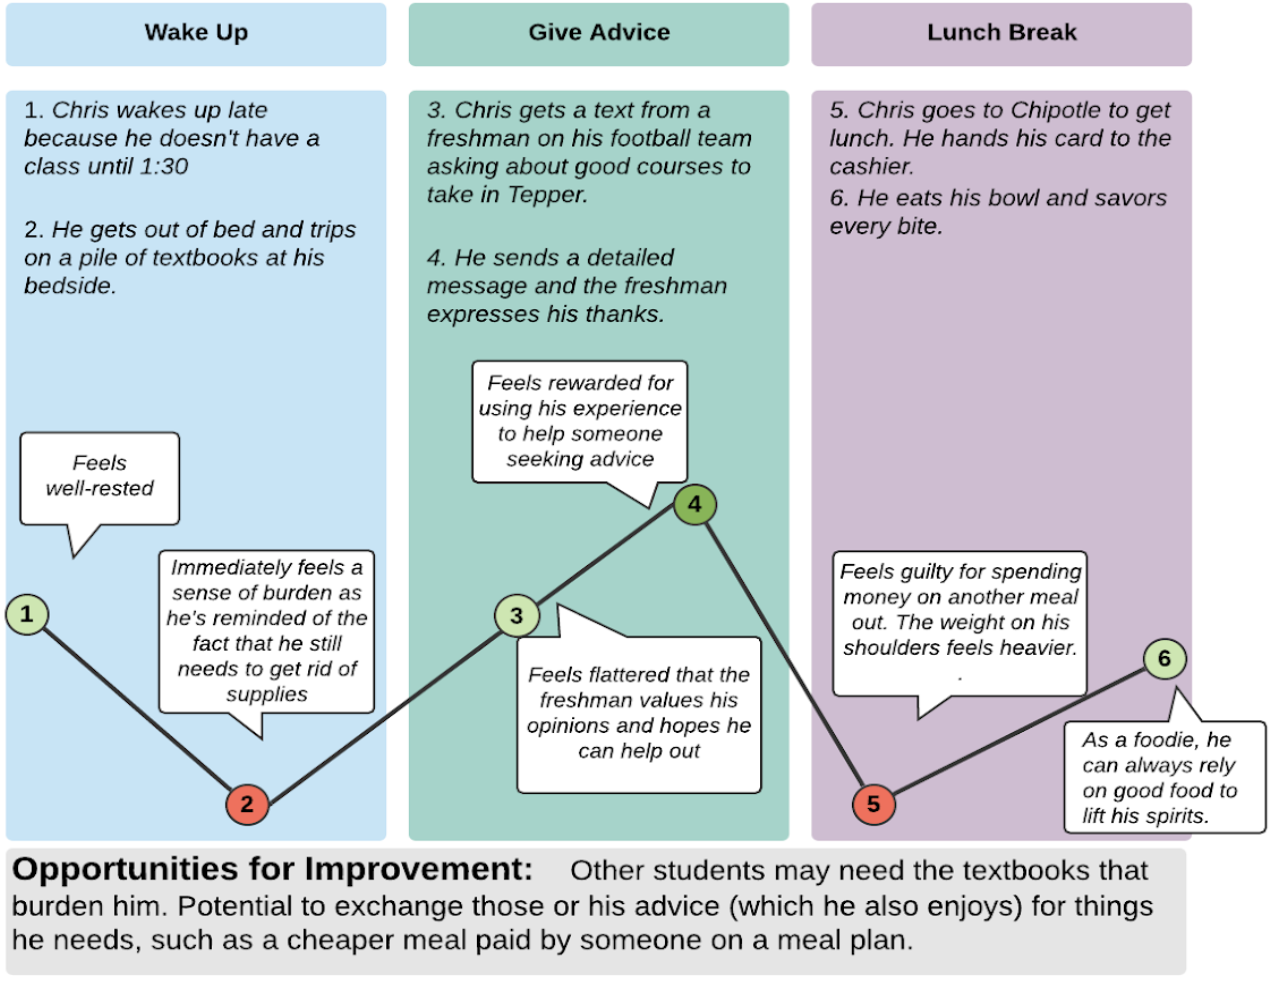 Wake Up
Give Advice
Lunch Break
1. Chris wakes up late
because he doesn't have a
class until 1:30
2. He gets out of bed and trips
on a pile of textbooks at his
bedside.
3. Chris gets a text from a
freshman on his football team
asking about good courses to
take in Tepper.
4. He sends a detailed
message and the freshman
expresses his thanks.
5. Chris goes to Chipotle to get
lunch. He hands his card to the
cashier.
6. He eats his bowl and savors
every bite.
Feels
well-rested
Immediately feels a
sense of burden as
he's reminded of the
fact that he still
needs to get rid of
supplies
Feels rewarded for
using his experience
to help someone
seeking advice
Feels flattered that the
freshman values his
opinions and hopes he
can help out
Feels guilty for spending
money on another meal
out. The weight on his
shoulders feels heavier.
.
As a foodie, he
can always rely
on good food to
lift his spirits.
1
2
3
4
5
6
Opportunities for Improvement: Other students may need the textbooks that
burden him. Potential to exchange those or his advice (which he also enjoys) for things
he needs, such as a cheaper meal paid by someone on a meal plan.